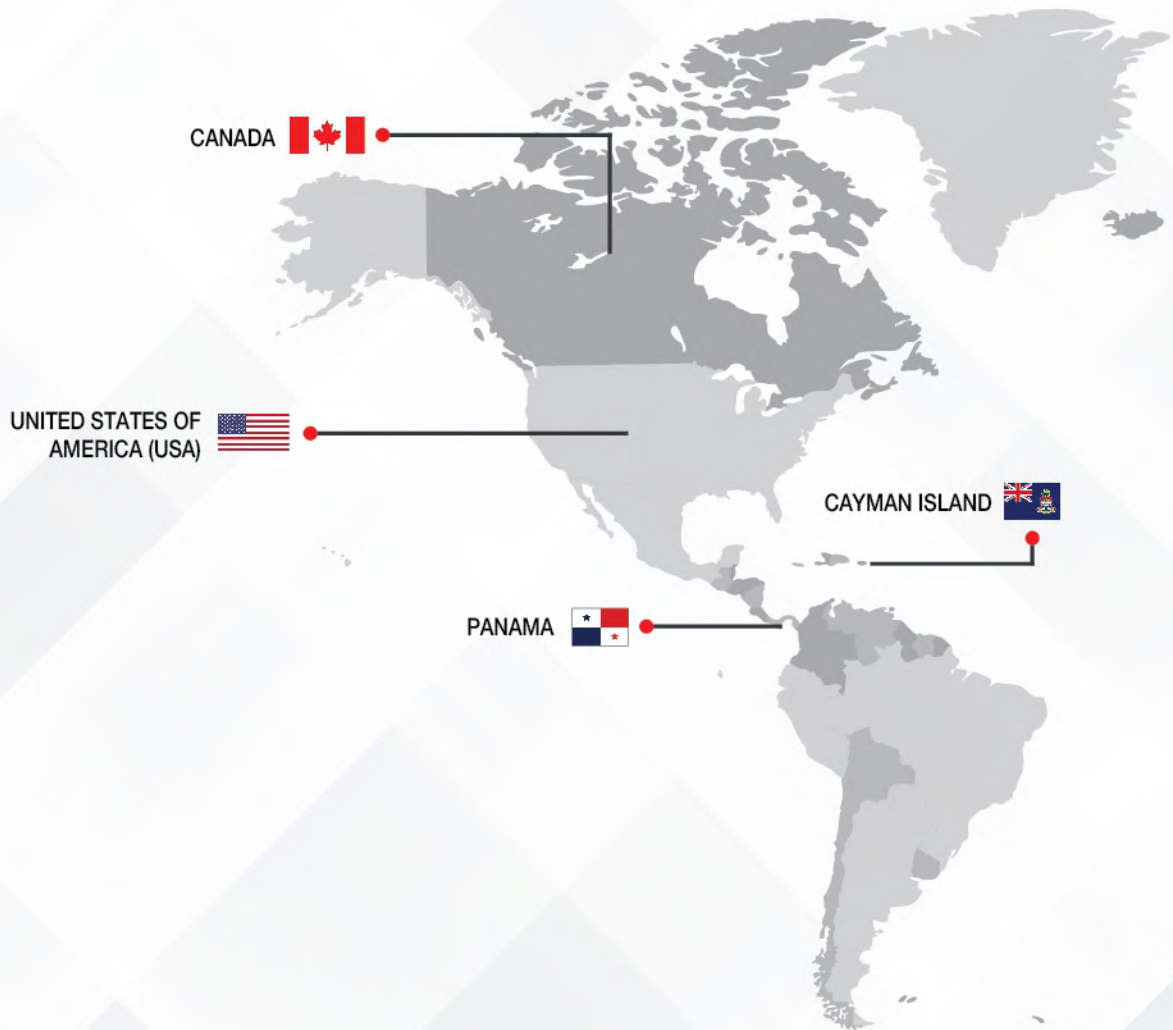 CANADA
UNITED STATES OF
AMERICA (USA)
CAYMAN ISLAND
PANAMA